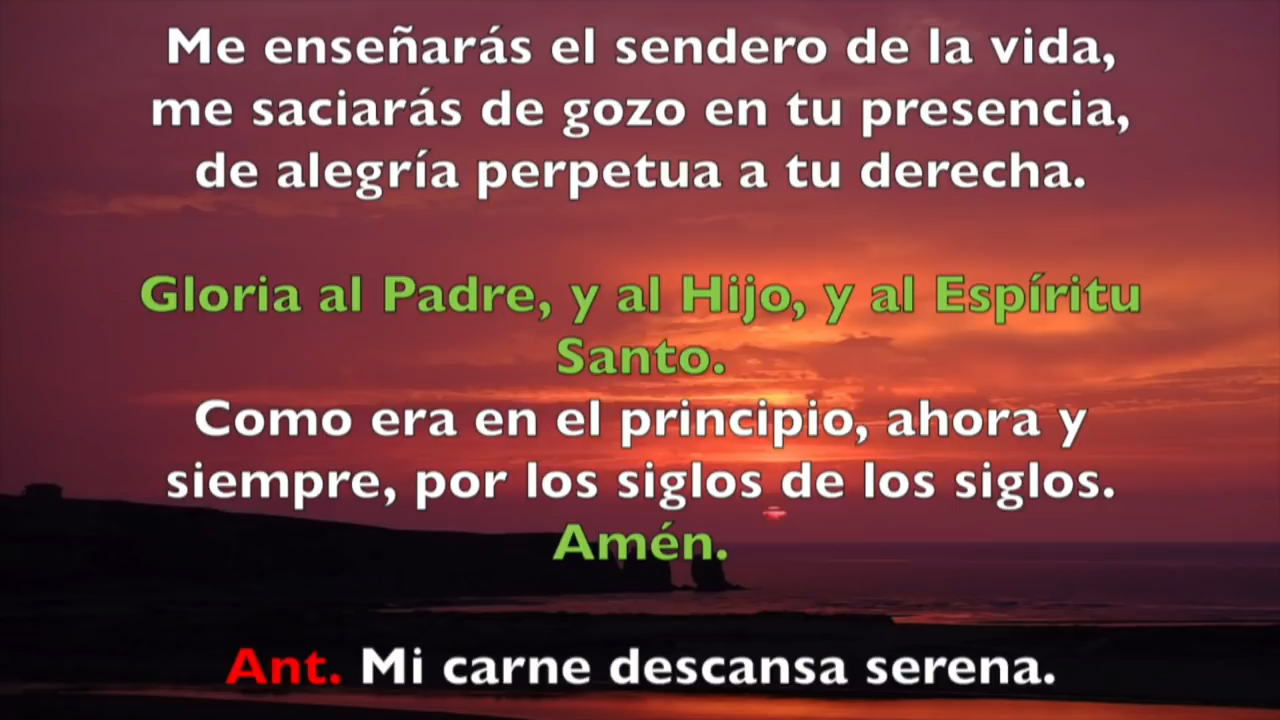 Me enseñarás el sendero de la vida,
me saciarás de gozo en tu presencia,
de alegría perpetua a tu derecha.
Gloria al Padre, y al Hijo, y al Espíritu
Santo.
Como era en el principio, ahora y
siempre, por los siglos de los siglos.
Amén.
Ant. Mi carne descansa serena.